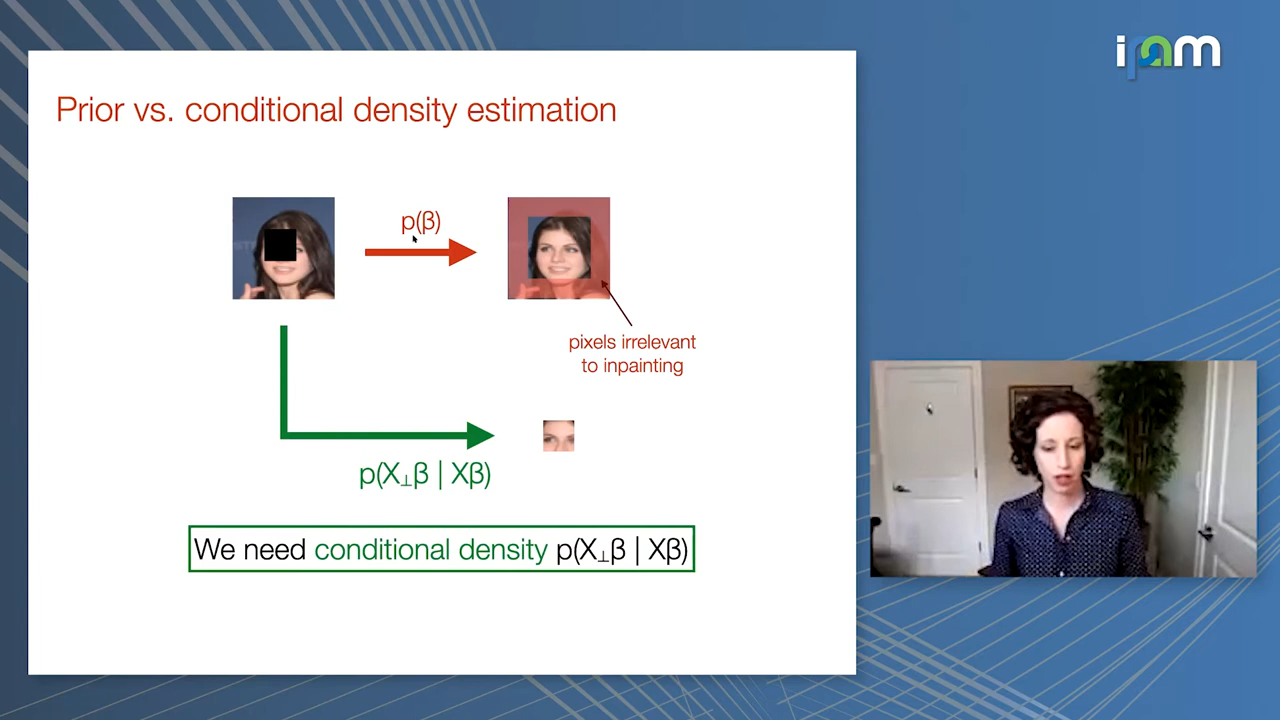 ipam
Prior vs. conditional density estimation
p(β)
pixels irrelevant
to inpainting
p(X⊥β | Xβ)
We need conditional density p(X⊥β | Xβ)